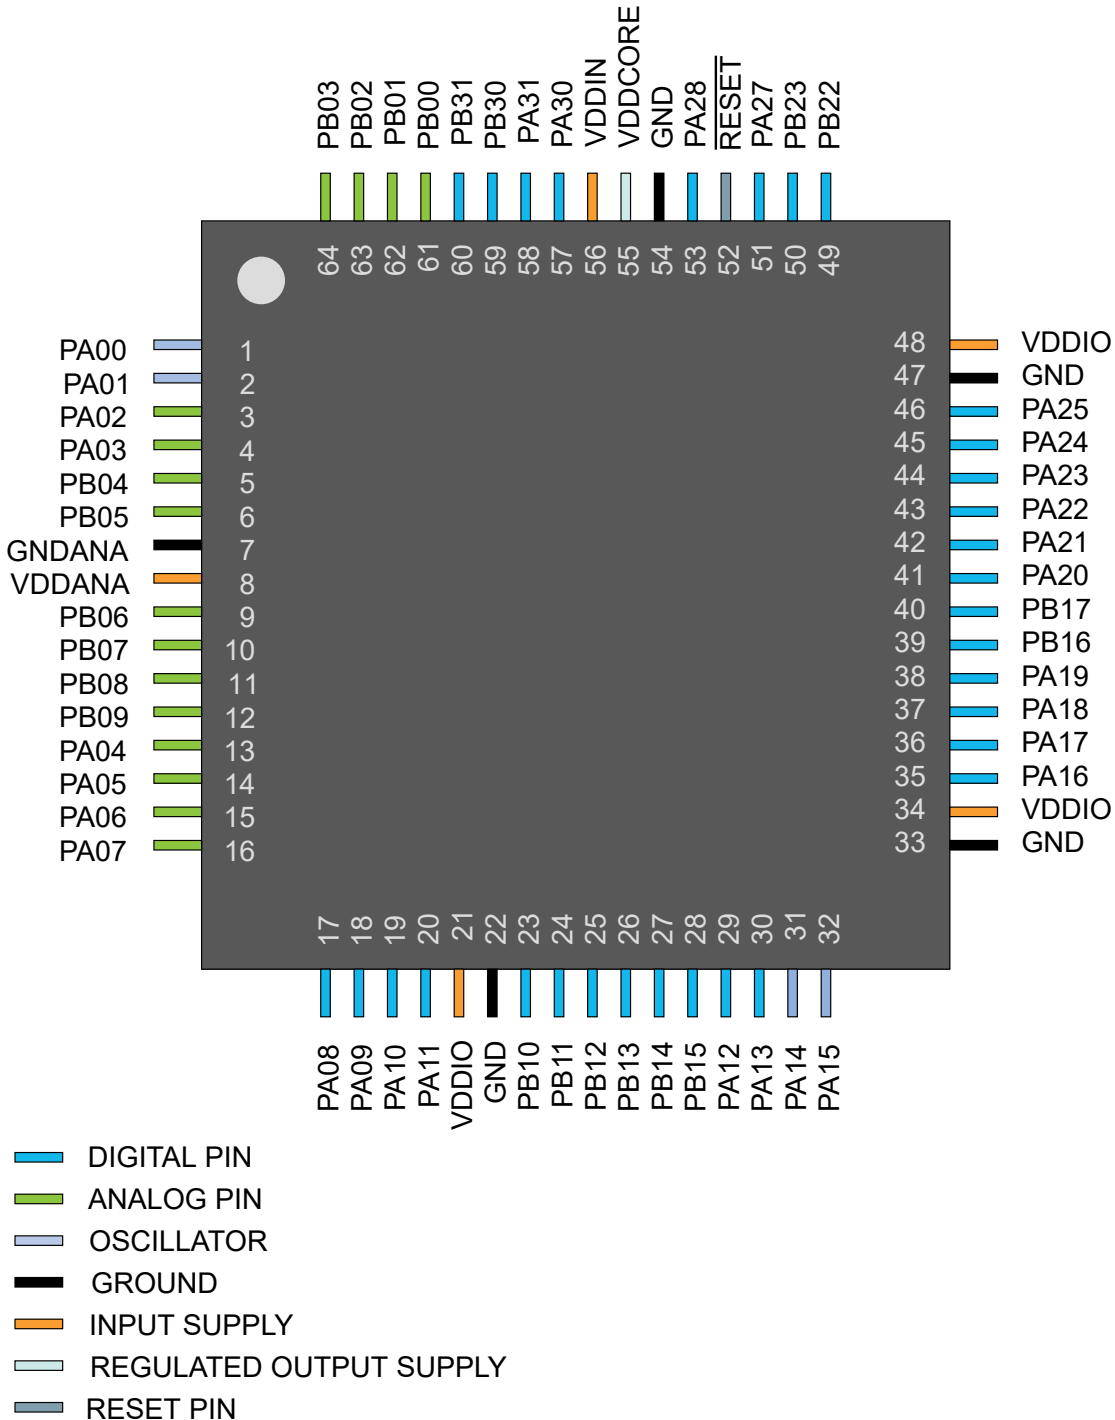 PB03 PB02 PB01 PB00 PB31 PB30 PA31 PA30 VDDIN VDDCORE GND PA28 RESET PA27 PB23 PB22
64 63 62 61 60 59 58 57 56 55 54 53 52 51 50 49
PA00 1 48 VDDIO
PA01 2 47 GND
PA02 3 46 PA25
PA03 4 45 PA24
PB04 5 44 PA23
PB05 6 43 PA22
GNDANA 7 42 PA21
VDDANA 8 41 PA20
PB06 9 40 PB17
PB07 10 39 PB16
PB08 11 38 PA19
PB09 12 37 PA18
PA04 13 36 PA17
PA05 14 35 PA16
PA06 15 34 VDDIO
PA07 16 33 GND
17 18 19 20 21 22 23 24 25 26 27 28 29 30 31 32
PA08 PA09 PA10 PA11 VDDIO GND PB10 PB11 PB12 PB13 PB14 PB15 PA12 PA13 PA14 PA15
DIGITAL PIN
ANALOG PIN
OSCILLATOR
GROUND
INPUT SUPPLY
REGULATED OUTPUT SUPPLY
RESET PIN